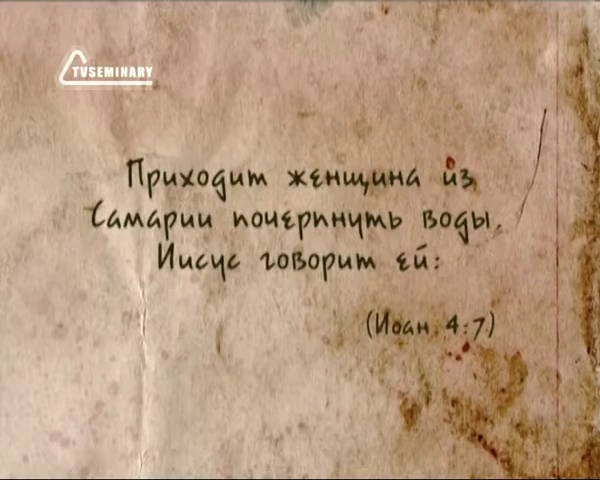 TVSEMINARY
Приходит женщина из
Самарии почерпнуть воды.
Иисус говорит ей:
(Иоан. 4:7)